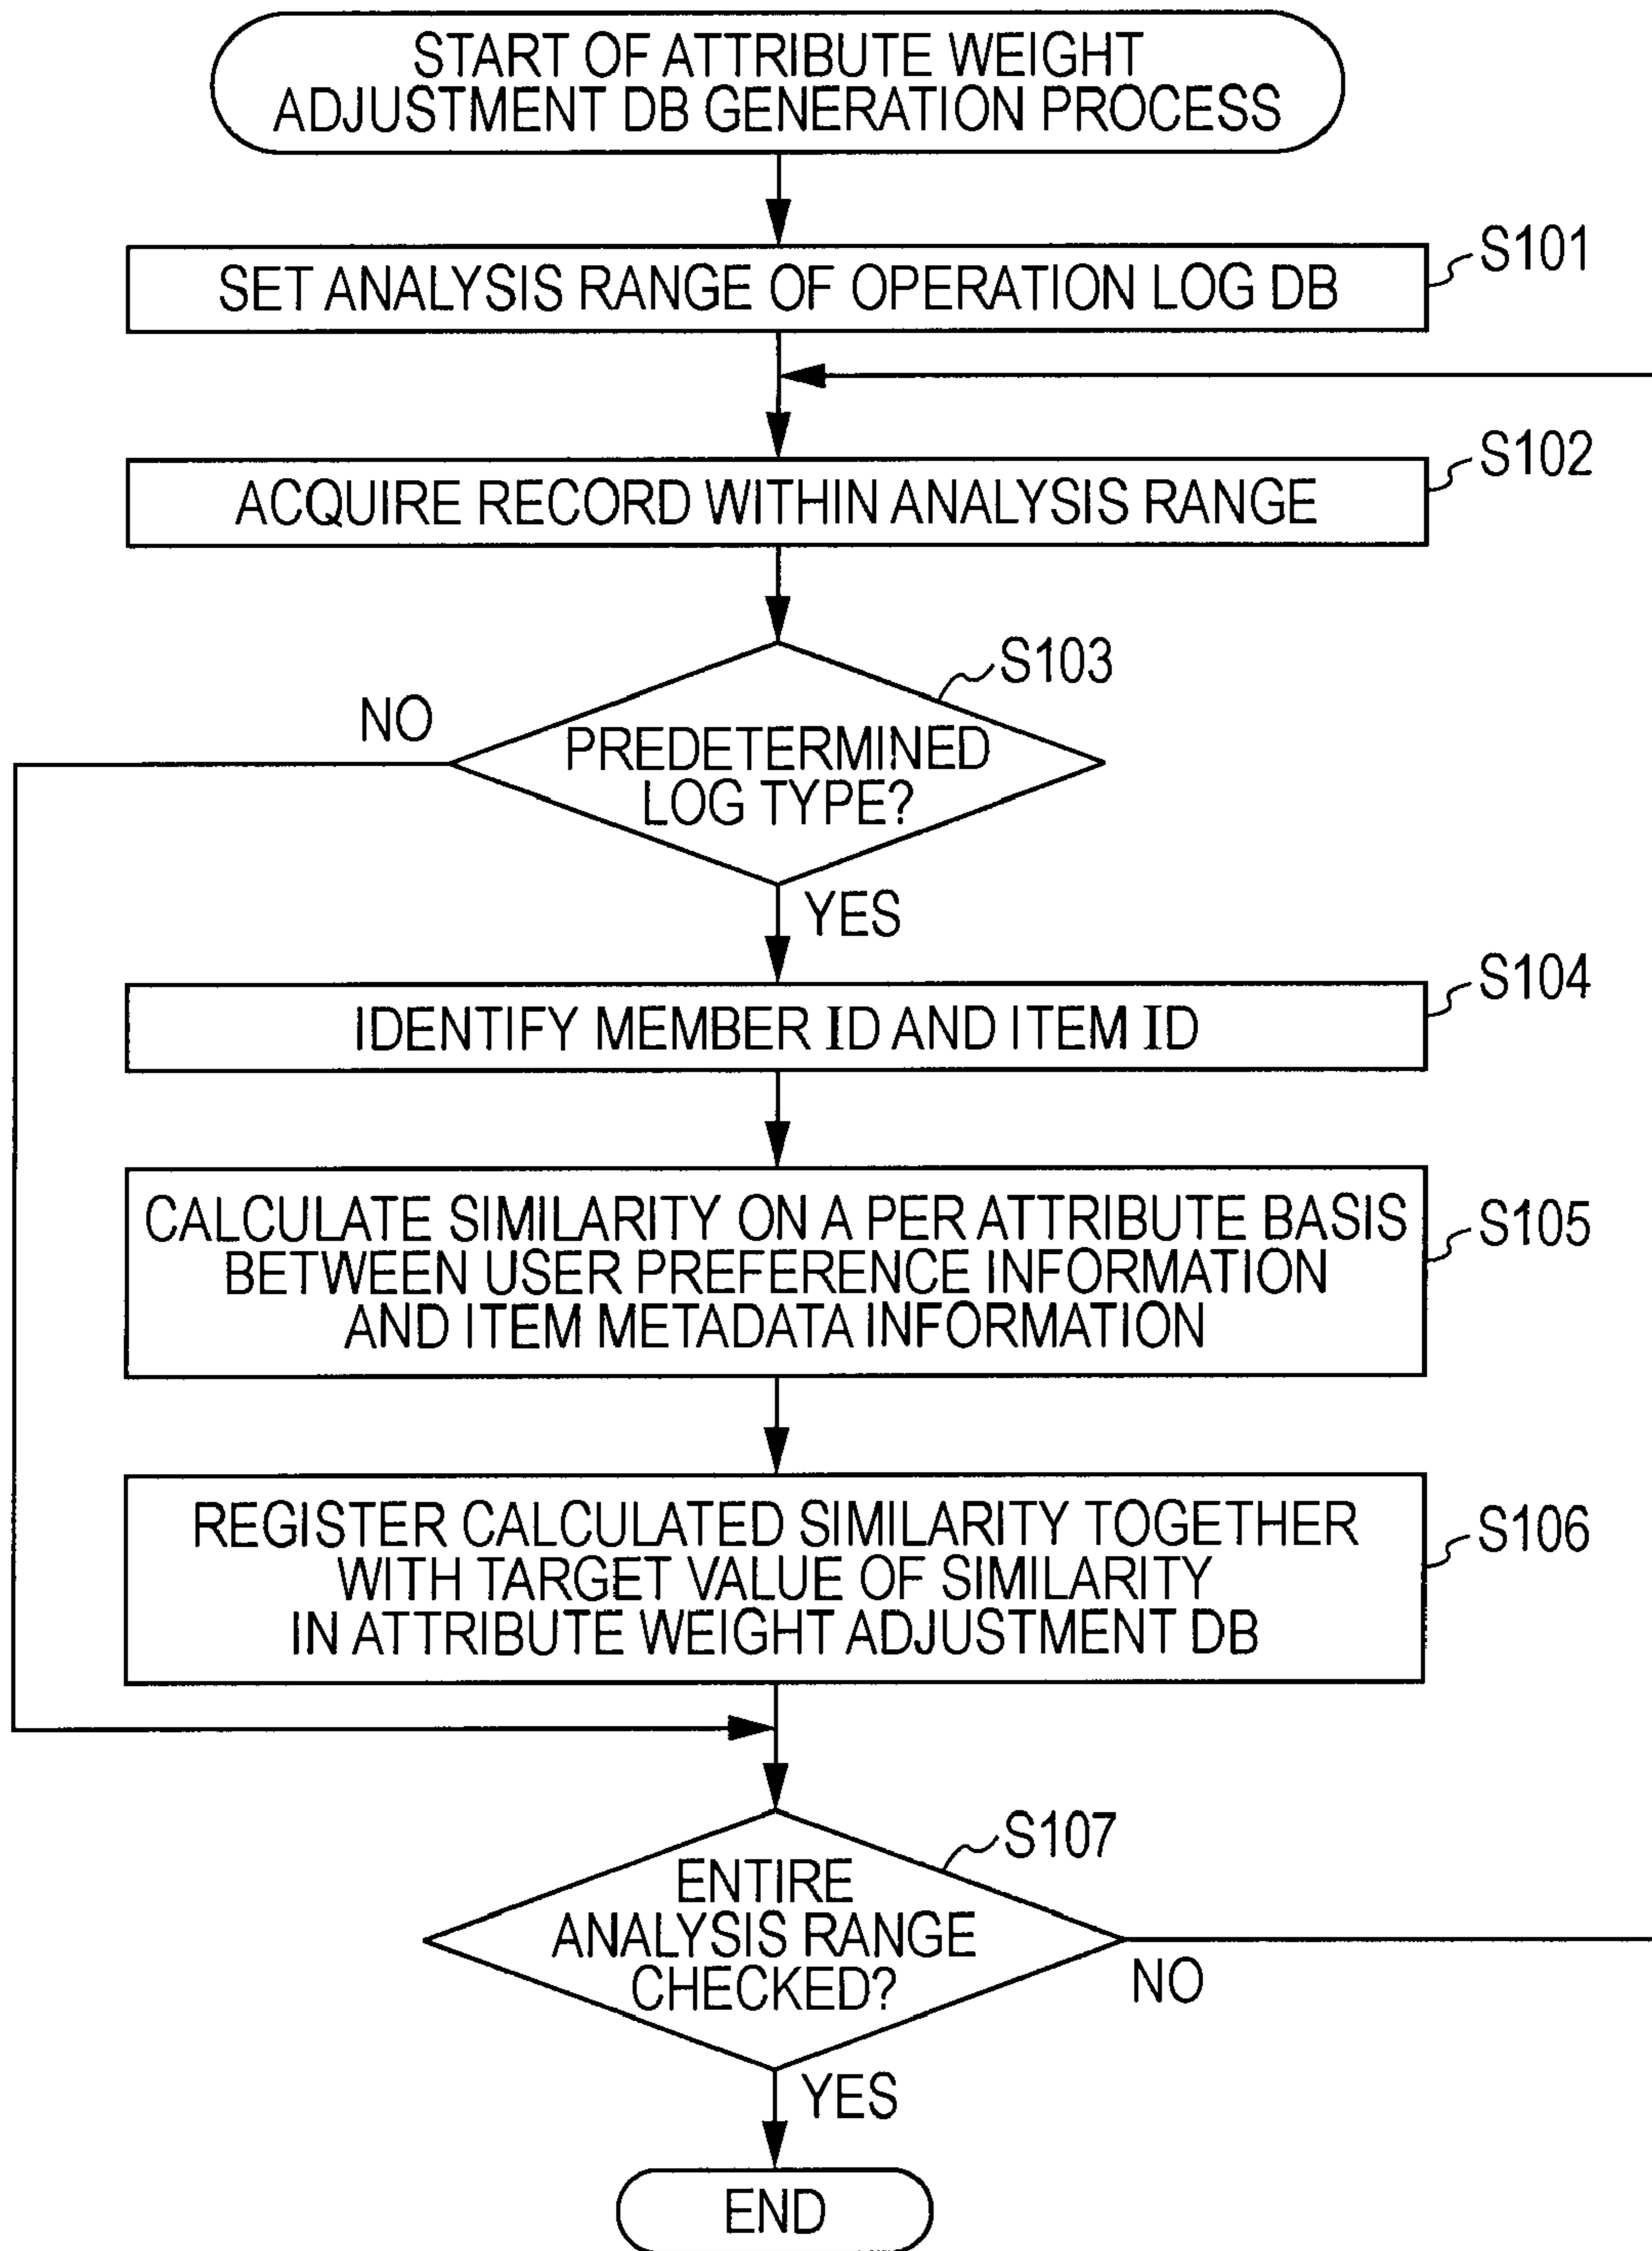 START OF ATTRIBUTE WEIGHT
ADJUSTMENT DB GENERATION PROCESS
S101
SET ANALYSIS RANGE OF OPERATION LOG DB
S102
ACQUIRE RECORD WITHIN ANALYSIS RANGE
S103
NO
PREDETERMINED
LOG TYPE?
YES
S104
IDENTIFY MEMBER ID AND ITEM ID
S105
CALCULATE SIMILARITY ON A PER ATTRIBUTE BASIS
BETWEEN USER PREFERENCE INFORMATION
AND ITEM METADATA INFORMATION
S106
REGISTER CALCULATED SIMILARITY TOGETHER
WITH TARGET VALUE OF SIMILARITY
IN ATTRIBUTE WEIGHT ADJUSTMENT DB
S107
ENTIRE
ANALYSIS RANGE
CHECKED?
NO
YES
END